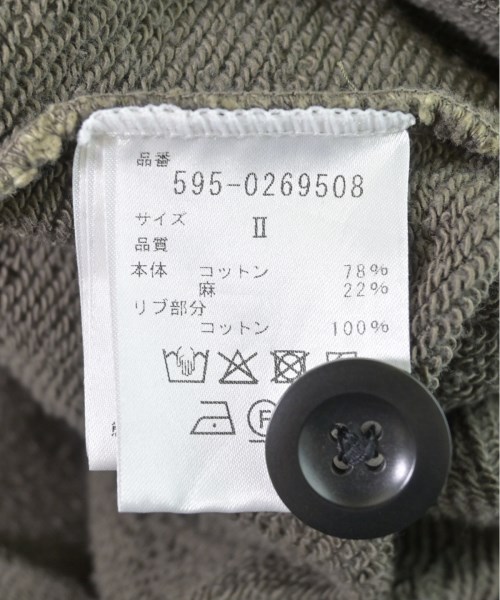 品番
595-0269508
サイズ Ⅱ
品質
本体 コットン 78%
麻 22%
リブ部分
コットン 100%
P